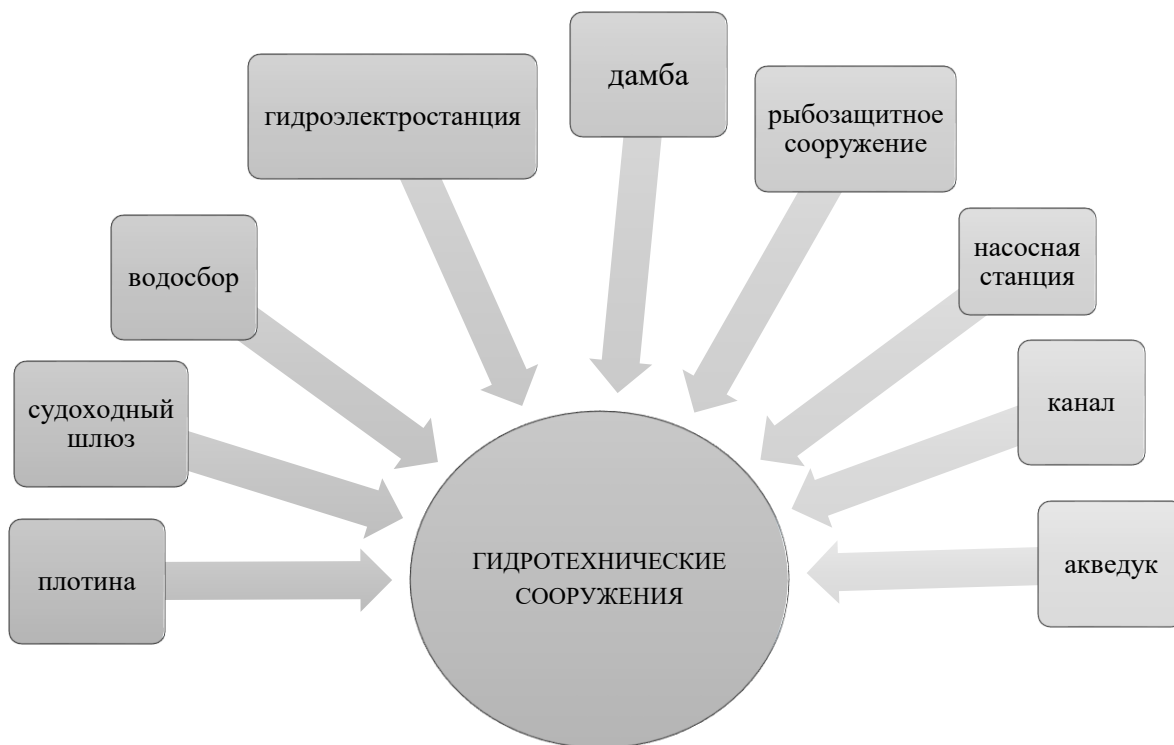 дамба
гидроэлектростанция
рыбозащитное
сооружение
водосбор
насосная
станция
судоходный
шлюз
канал
плотина
ГИДРОТЕХНИЧЕСКИЕ
СООРУЖЕНИЯ
акведук